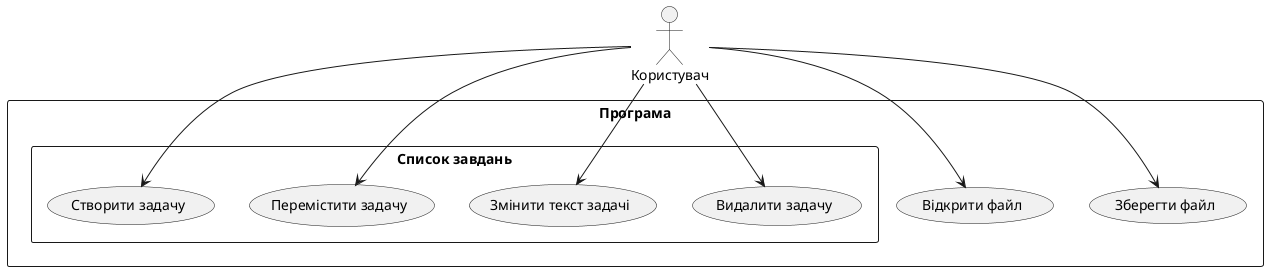 Користувач
Програма
Список завдань
Створити задачу
Перемістити задачу
Змінити текст задачі
Видалити задачу
Відкрити файл
Зберегти файл